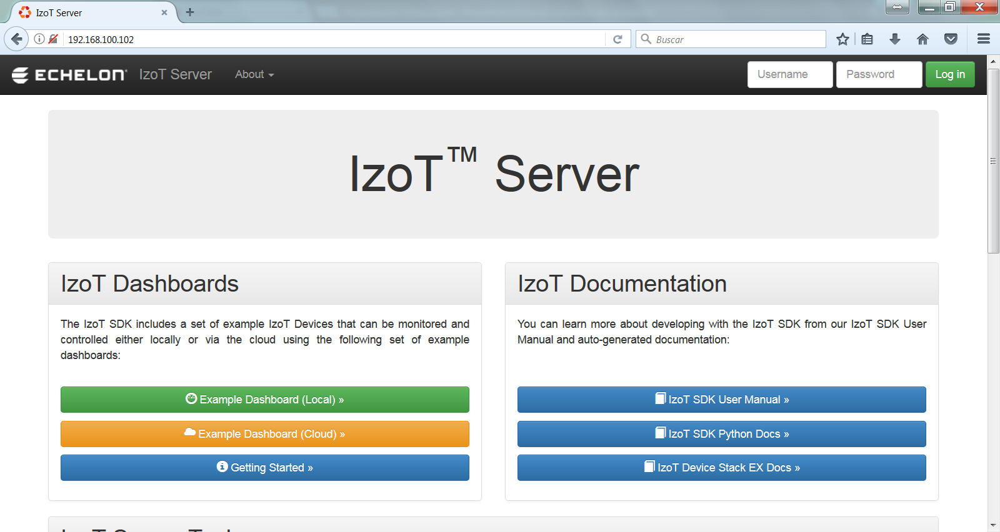 IzoT Server
192.168.100.102
Buscar
ECHELON IzoT Server About Username Password Log in
IzoT™ Server
IzoT Dashboards
The IzoT SDK includes a set of example IzoT Devices that can be monitored and
controlled either locally or via the cloud using the following set of example
dashboards:
Example Dashboard (Local) »
Example Dashboard (Cloud) »
Getting Started »
IzoT Documentation
You can learn more about developing with the IzoT SDK from our IzoT SDK User
Manual and auto-generated documentation:
IzoT SDK User Manual »
IzoT SDK Python Docs »
IzoT Device Stack EX Docs »